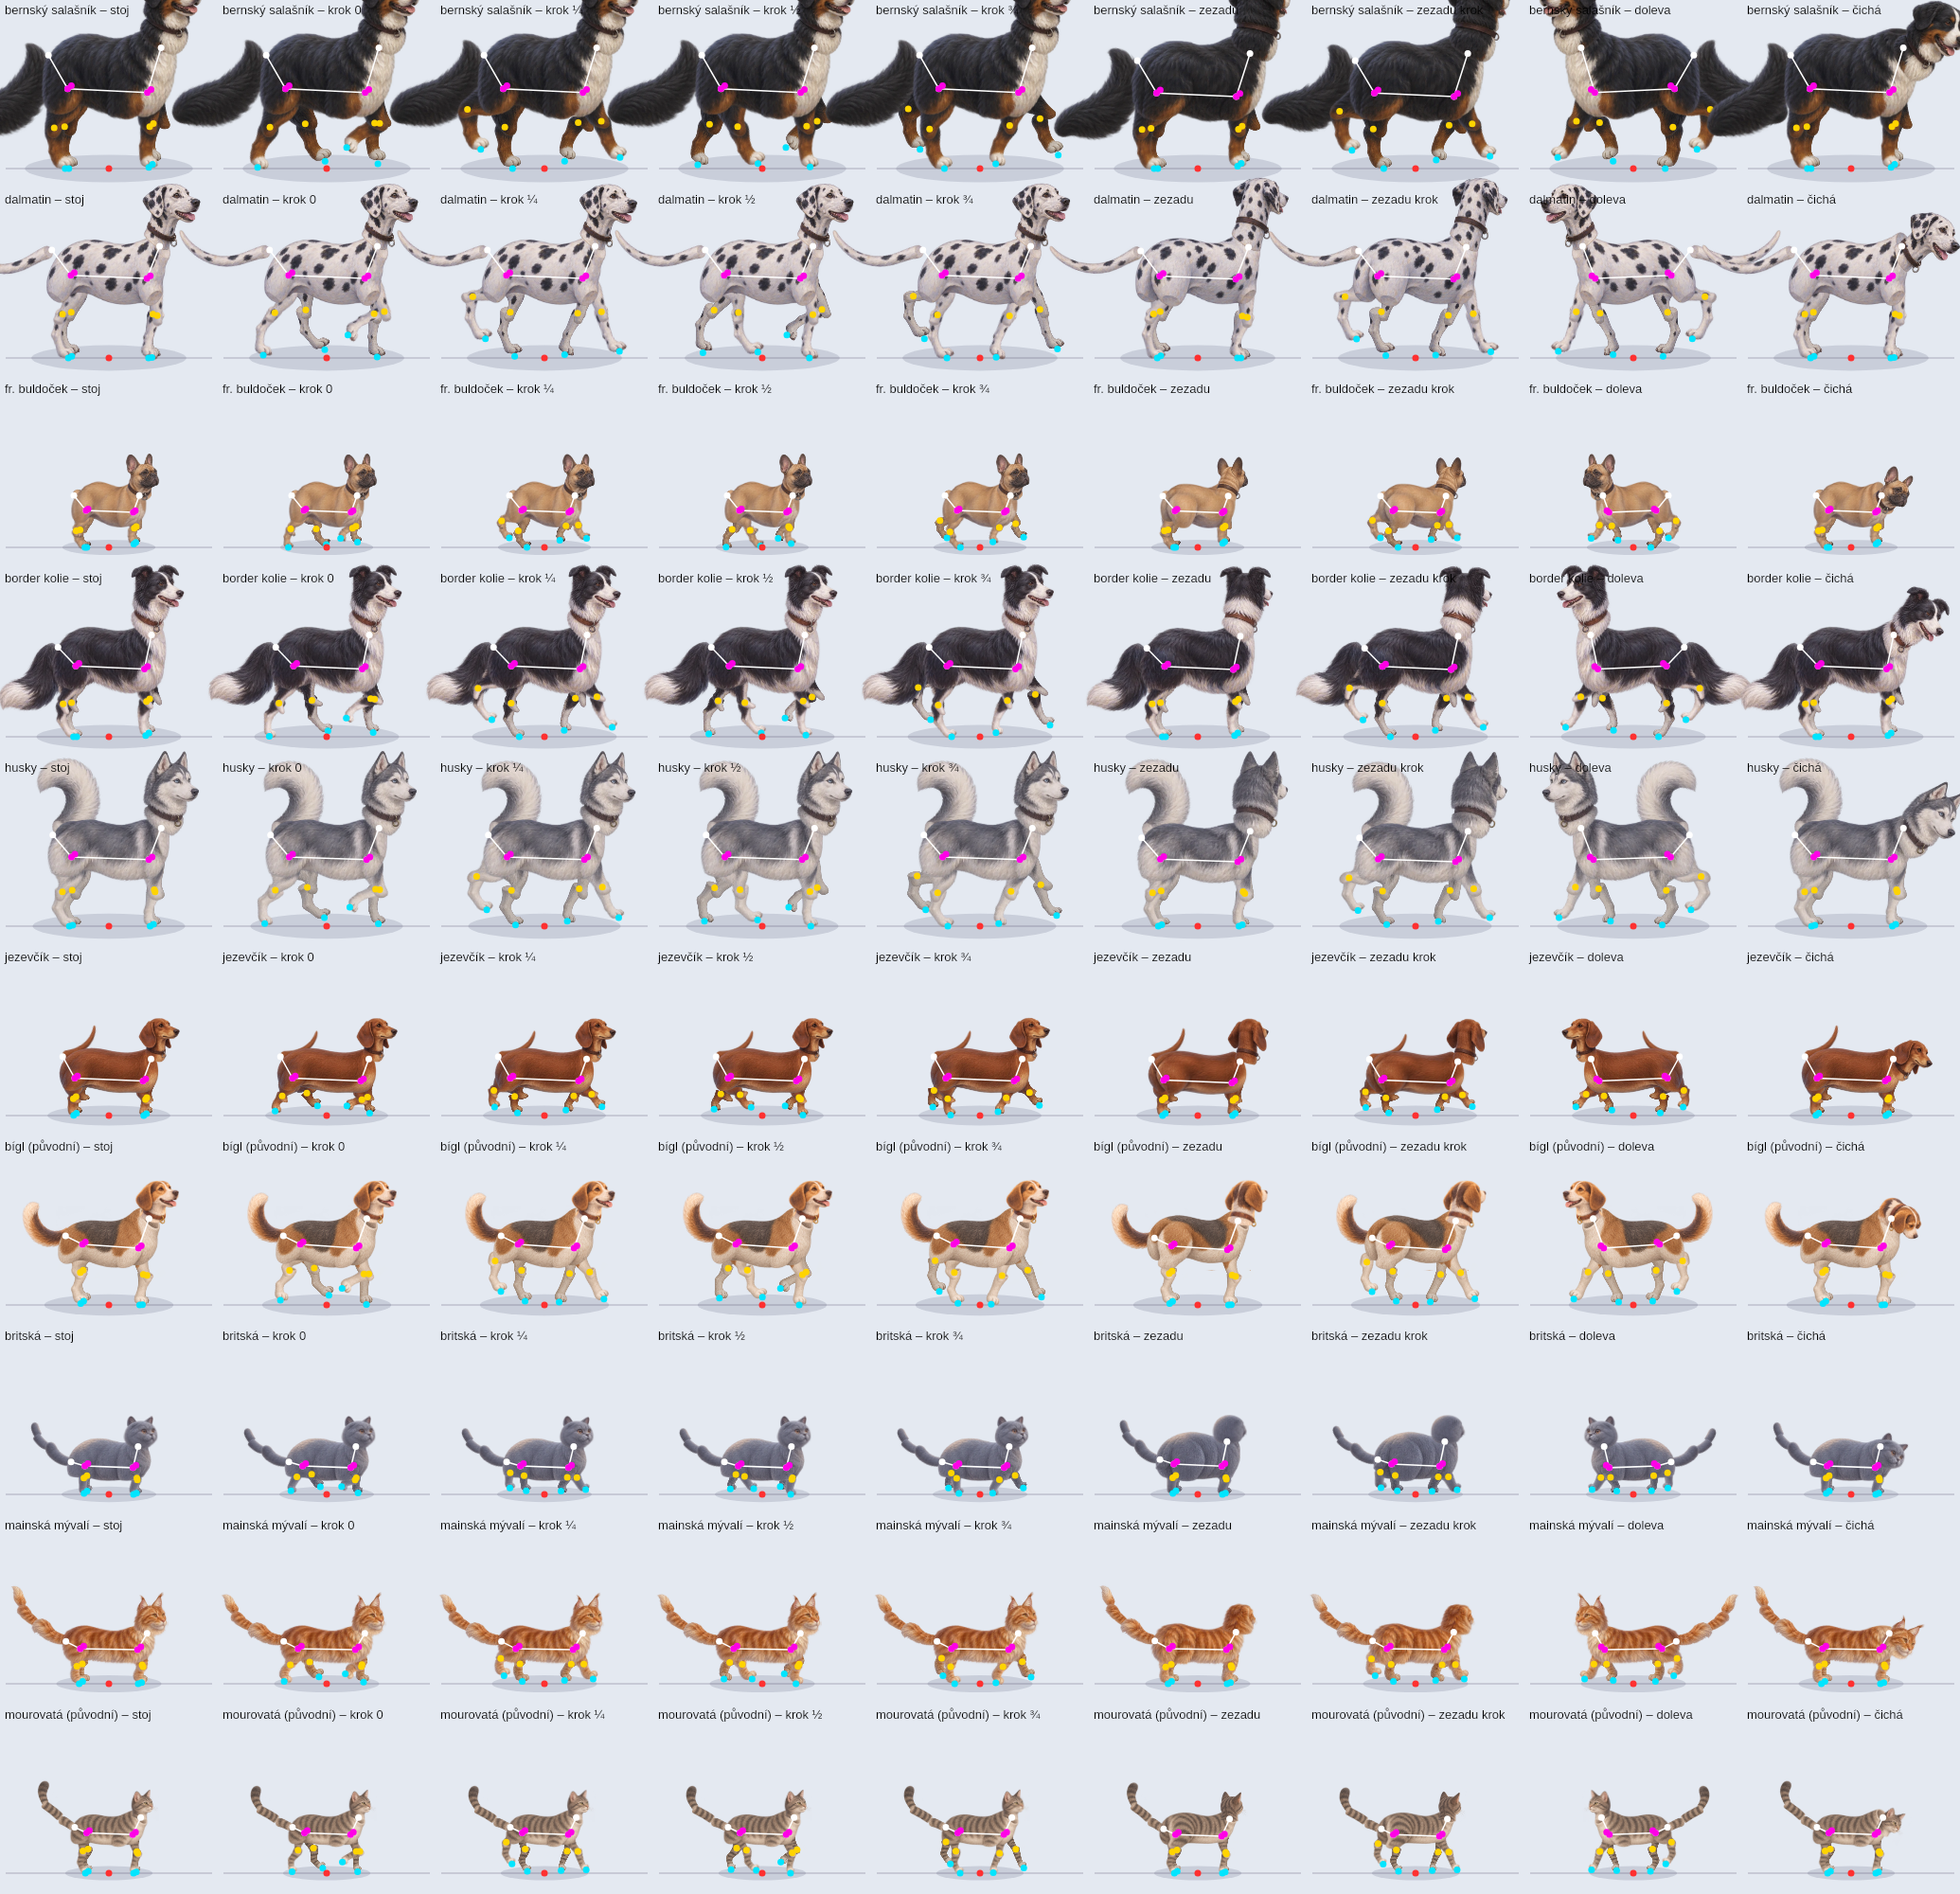 bernský salašník – stoj
bernský salašník – krok 0
bernský salašník – krok ¼
bernský salašník – krok ½
bernský salašník – krok ¾
bernský salašník – zezadu
bernský salašník – zezadu krok
bernský salašník – doleva
bernský salašník – čichá
dalmatin – stoj
dalmatin – krok 0
dalmatin – krok ¼
dalmatin – krok ½
dalmatin – krok ¾
dalmatin – zezadu
dalmatin – zezadu krok
dalmatin – doleva
dalmatin – čichá
fr. buldoček – stoj
fr. buldoček – krok 0
fr. buldoček – krok ¼
fr. buldoček – krok ½
fr. buldoček – krok ¾
fr. buldoček – zezadu
fr. buldoček – zezadu krok
fr. buldoček – doleva
fr. buldoček – čichá
border kolie – stoj
border kolie – krok 0
border kolie – krok ¼
border kolie – krok ½
border kolie – krok ¾
border kolie – zezadu
border kolie – zezadu krok
border kolie – doleva
border kolie – čichá
husky – stoj
husky – krok 0
husky – krok ¼
husky – krok ½
husky – krok ¾
husky – zezadu
husky – zezadu krok
husky – doleva
husky – čichá
jezevčík – stoj
jezevčík – krok 0
jezevčík – krok ¼
jezevčík – krok ½
jezevčík – krok ¾
jezevčík – zezadu
jezevčík – zezadu krok
jezevčík – doleva
jezevčík – čichá
bígl (původní) – stoj
bígl (původní) – krok 0
bígl (původní) – krok ¼
bígl (původní) – krok ½
bígl (původní) – krok ¾
bígl (původní) – zezadu
bígl (původní) – zezadu krok
bígl (původní) – doleva
bígl (původní) – čichá
britská – stoj
britská – krok 0
britská – krok ¼
britská – krok ½
britská – krok ¾
britská – zezadu
britská – zezadu krok
britská – doleva
britská – čichá
mainská mývalí – stoj
mainská mývalí – krok 0
mainská mývalí – krok ¼
mainská mývalí – krok ½
mainská mývalí – krok ¾
mainská mývalí – zezadu
mainská mývalí – zezadu krok
mainská mývalí – doleva
mainská mývalí – čichá
mourovatá (původní) – stoj
mourovatá (původní) – krok 0
mourovatá (původní) – krok ¼
mourovatá (původní) – krok ½
mourovatá (původní) – krok ¾
mourovatá (původní) – zezadu
mourovatá (původní) – zezadu krok
mourovatá (původní) – doleva
mourovatá (původní) – čichá